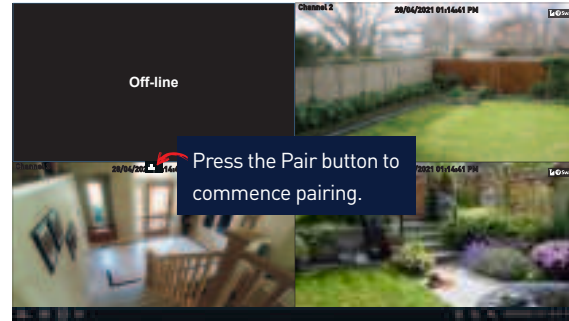 Channel 2
28/04/2021 01:14:41 PM
Off-line
Press the Pair button to
commence pairing.